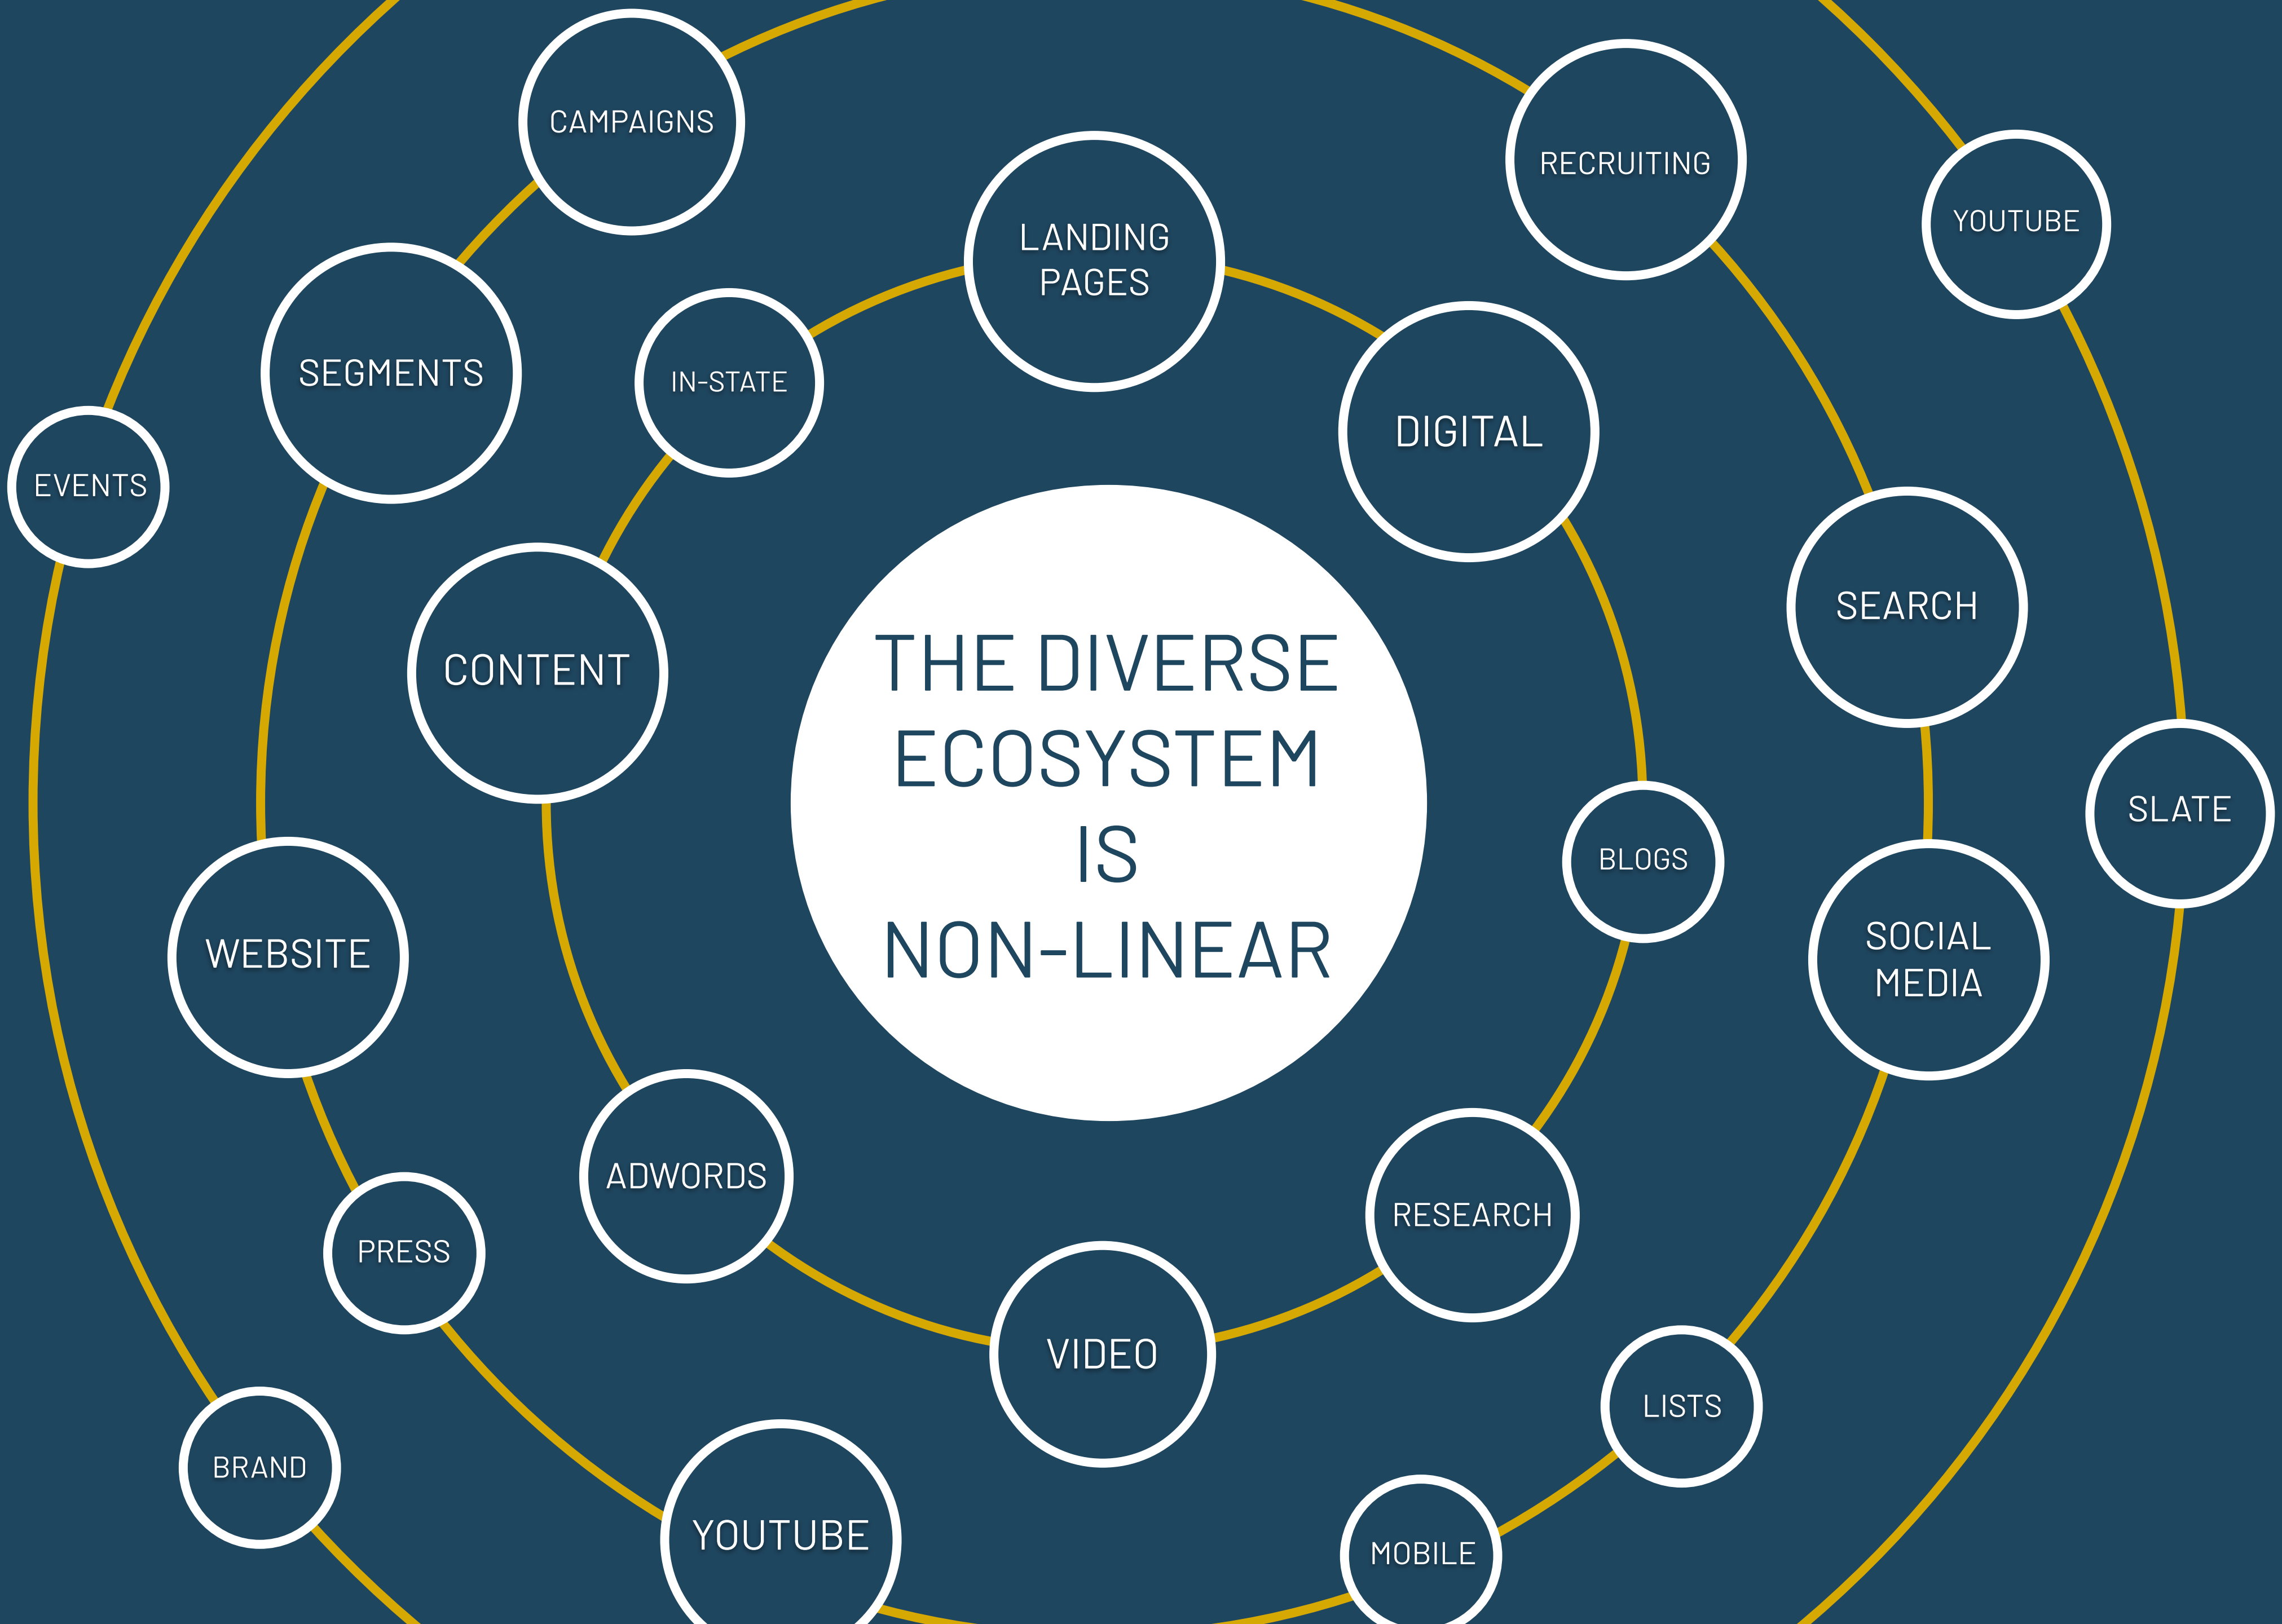 CAMPAIGNS
RECRUITING
YOUTUBE
LANDING
PAGES
SEGMENTS
IN-STATE
DIGITAL
EVENTS
SEARCH
CONTENT
THE DIVERSE
ECOSYSTEM
IS
NON-LINEAR
SLATE
BLOGS
WEBSITE
SOCIAL
MEDIA
ADWORDS
RESEARCH
PRESS
VIDEO
LISTS
BRAND
YOUTUBE
MOBILE